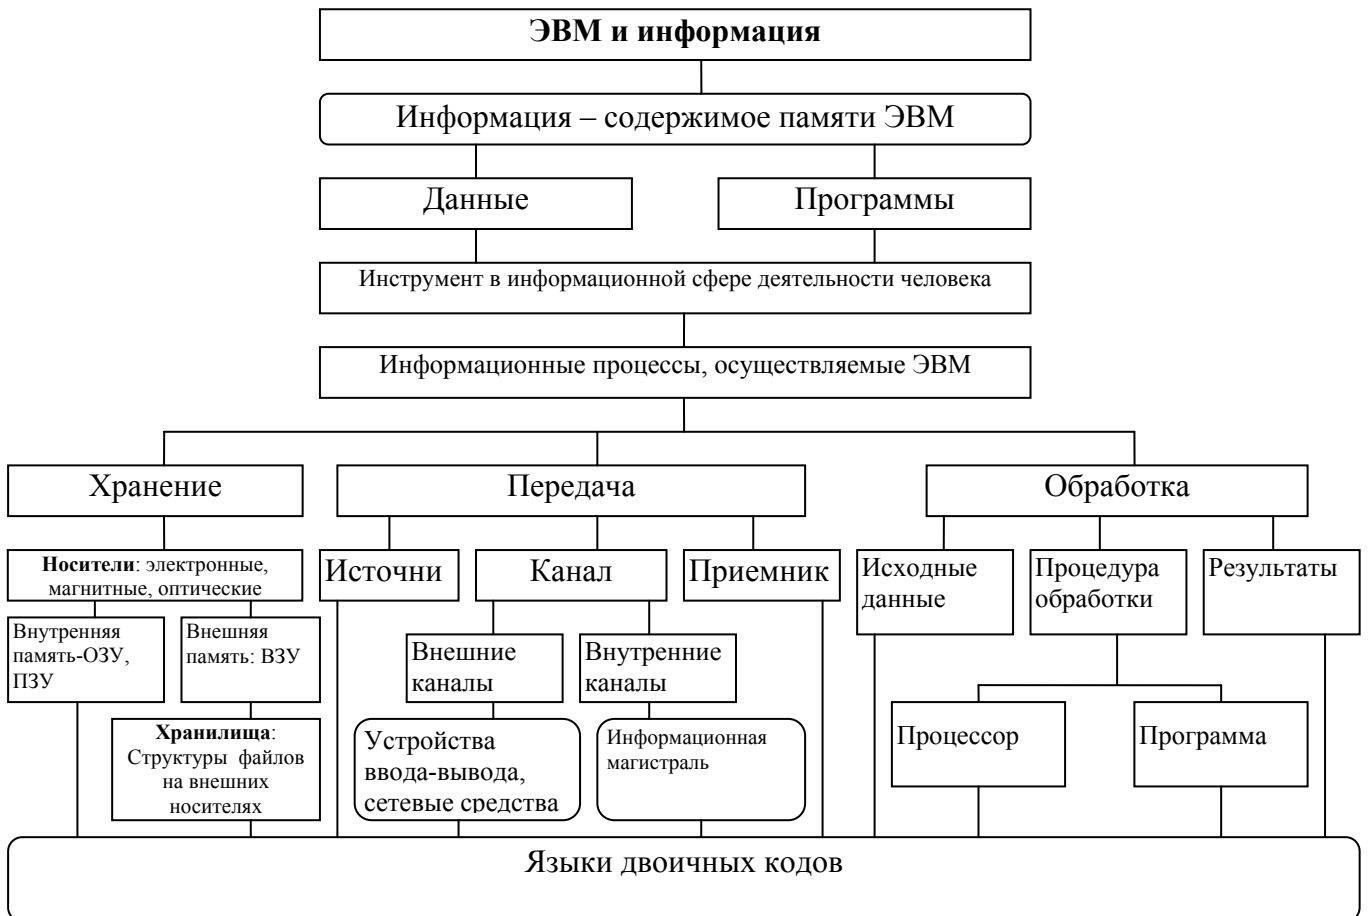 ЭВМ и информация
Информация – содержимое памяти ЭВМ
Данные
Программы
Инструмент в информационной сфере деятельности человека
Информационные процессы, осуществляемые ЭВМ
Хранение
Передача
Обработка
Носители: электронные,
магнитные, оптические
Источни
Канал
Приемник
Исходные
данные
Процедура
обработки
Результаты
Внутренняя
память-ОЗУ,
ПЗУ
Внешняя
память: ВЗУ
Внешние
каналы
Внутренние
каналы
Хранилища:
Структуры файлов
на внешних
носителях
Устройства
ввода-вывода,
сетевые средства
Информационная
магистраль
Процессор
Программа
Языки двоичных кодов